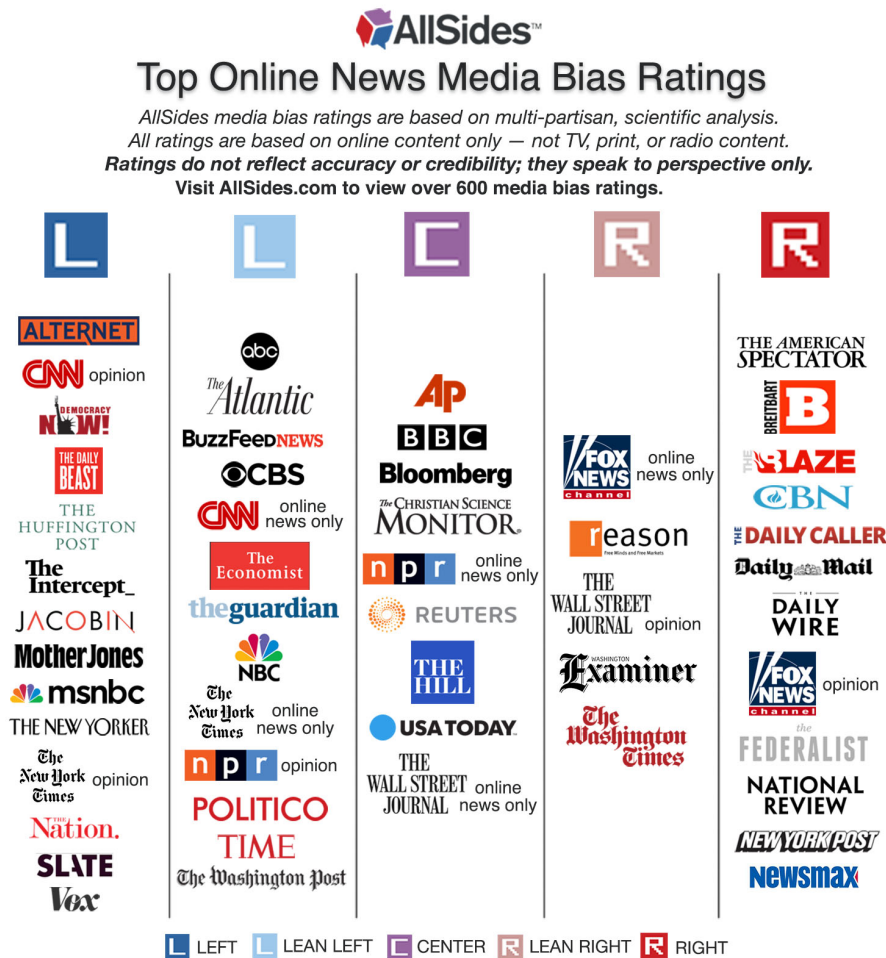 AllSides™
Top Online News Media Bias Ratings
AllSides media bias ratings are based on multi-partisan, scientific analysis.
All ratings are based on online content only — not TV, print, or radio content.
Ratings do not reflect accuracy or credibility; they speak to perspective only.
Visit AllSides.com to view over 600 media bias ratings.
L
ALTERNET
CNN opinion
DEMOCRACY
NOW!
THE DAILY
BEAST
THE
HUFFINGTON
POST
The
Intercept_
JACOBIN
MotherJones
msnbc
THE NEW YORKER
The
New York
Times opinion
THE
Nation.
SLATE
Vox
L
abc
The
Atlantic
BUZZFEEDNEWS
CBS
CNN online
news only
The
Economist
theguardian
NBC
The
New York
Times online
news only
npr opinion
POLITICO
TIME
The Washington Post
C
AP
BBC
Bloomberg
The CHRISTIAN SCIENCE
MONITOR
npr online
news only
REUTERS
THE
HILL
USA TODAY
THE
WALL STREET
JOURNAL online
news only
R
FOX
NEWS
channel
online
news only
reason
Free Minds and Free Markets
THE
WALL STREET
JOURNAL opinion
WASHINGTON
Examiner
The
Washington
Times
R
THE AMERICAN
SPECTATOR
BREITBART
B
THE
BLAZE
CBN
THE DAILY CALLER
Daily Mail
THE
DAILY
WIRE
FOX
NEWS
channel
opinion
the
FEDERALIST
NATIONAL
REVIEW
NEW YORK POST
Newsmax
L LEFT L LEAN LEFT C CENTER R LEAN RIGHT R RIGHT